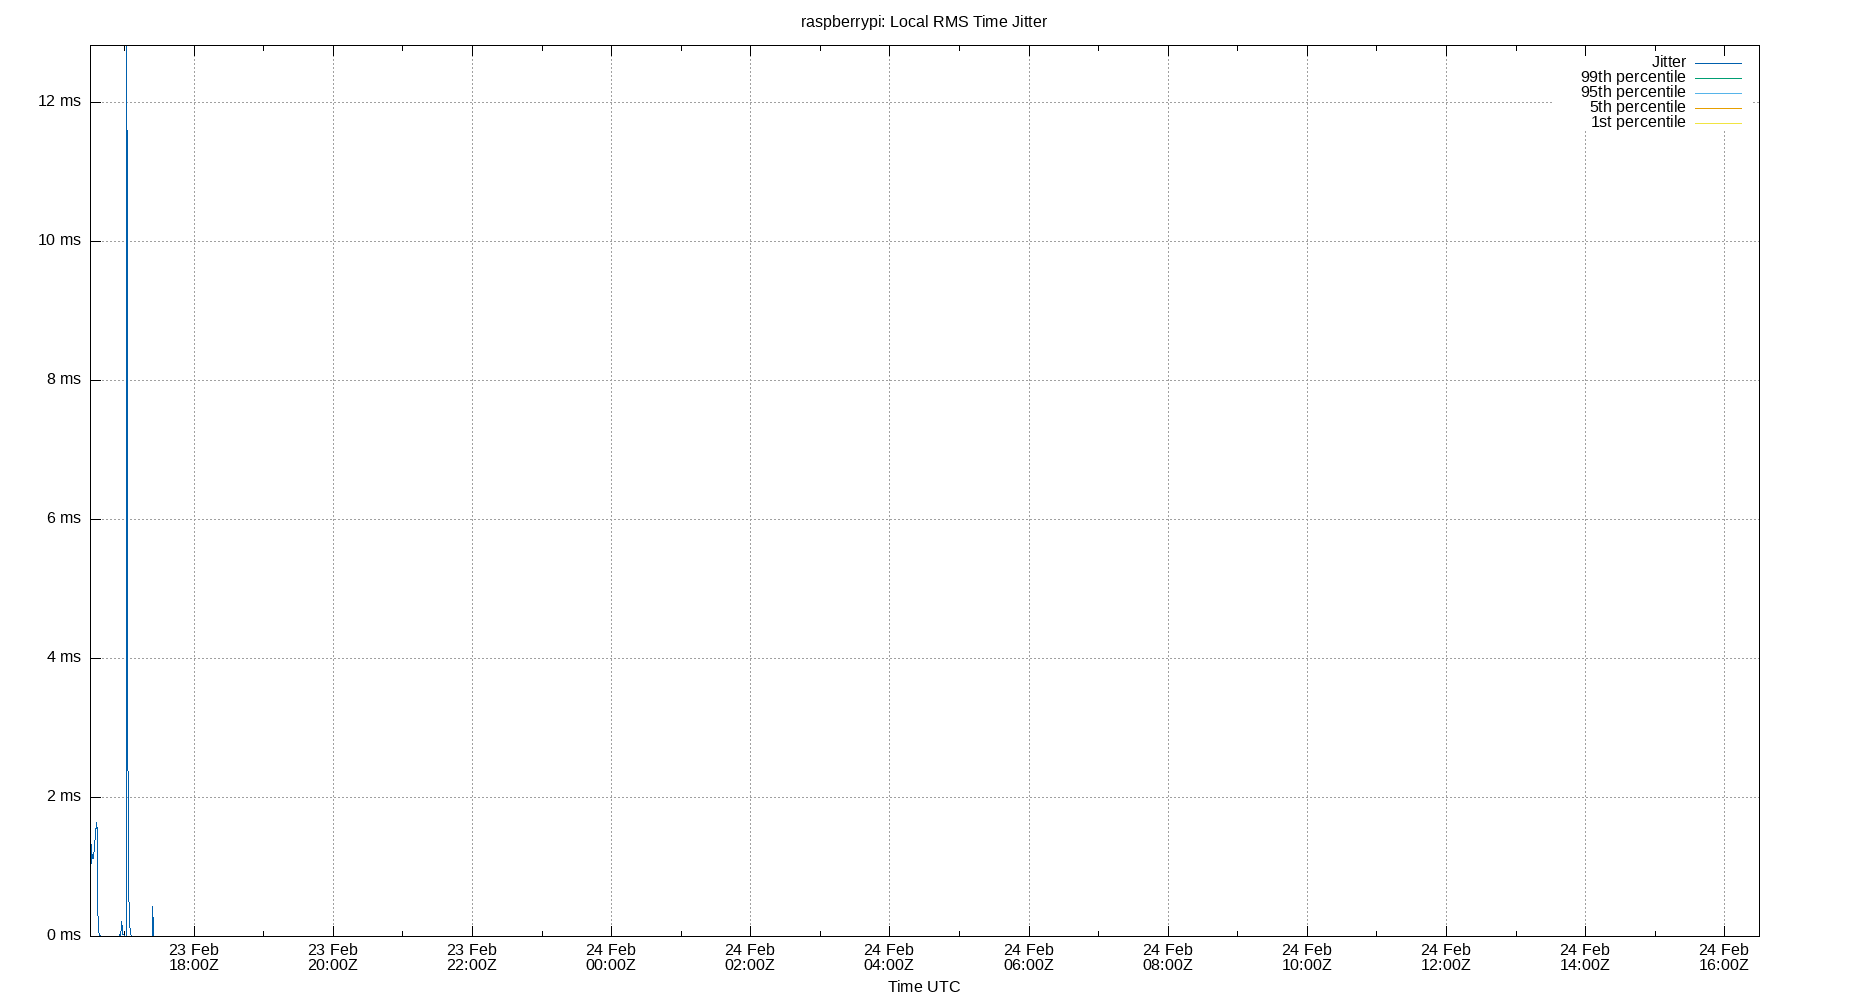 raspberrypi: Local RMS Time Jitter
Jitter
99th percentile
95th percentile
5th percentile
1st percentile
12 ms
10 ms
8 ms
6 ms
4 ms
2 ms
0 ms
23 Feb 23 Feb 23 Feb 24 Feb 24 Feb 24 Feb 24 Feb 24 Feb 24 Feb 24 Feb 24 Feb 24 Feb
18:00Z 20:00Z 22:00Z 00:00Z 02:00Z 04:00Z 06:00Z 08:00Z 10:00Z 12:00Z 14:00Z 16:00Z
Time UTC